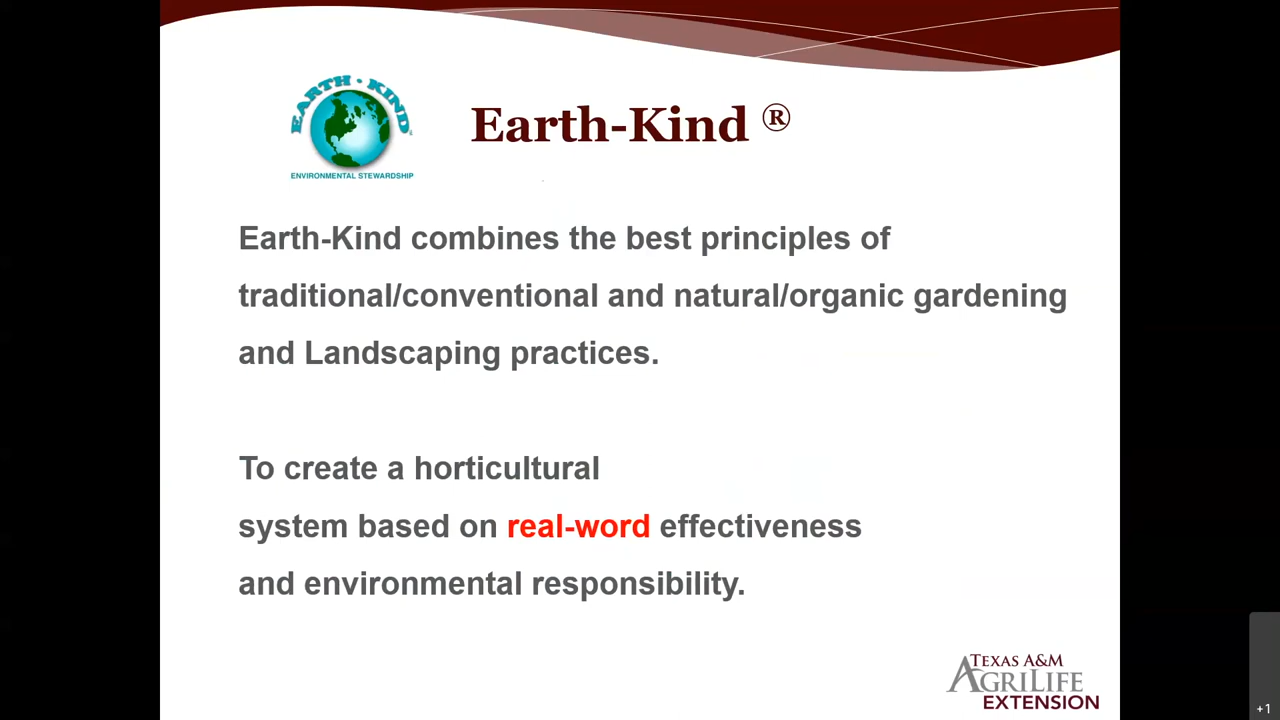 EARTH · KIND
ENVIRONMENTAL STEWARDSHIP
Earth-Kind ®
Earth-Kind combines the best principles of
traditional/conventional and natural/organic gardening
and Landscaping practices.
To create a horticultural
system based on real-word effectiveness
and environmental responsibility.
TEXAS A&M
AGRILIFE
EXTENSION
+1